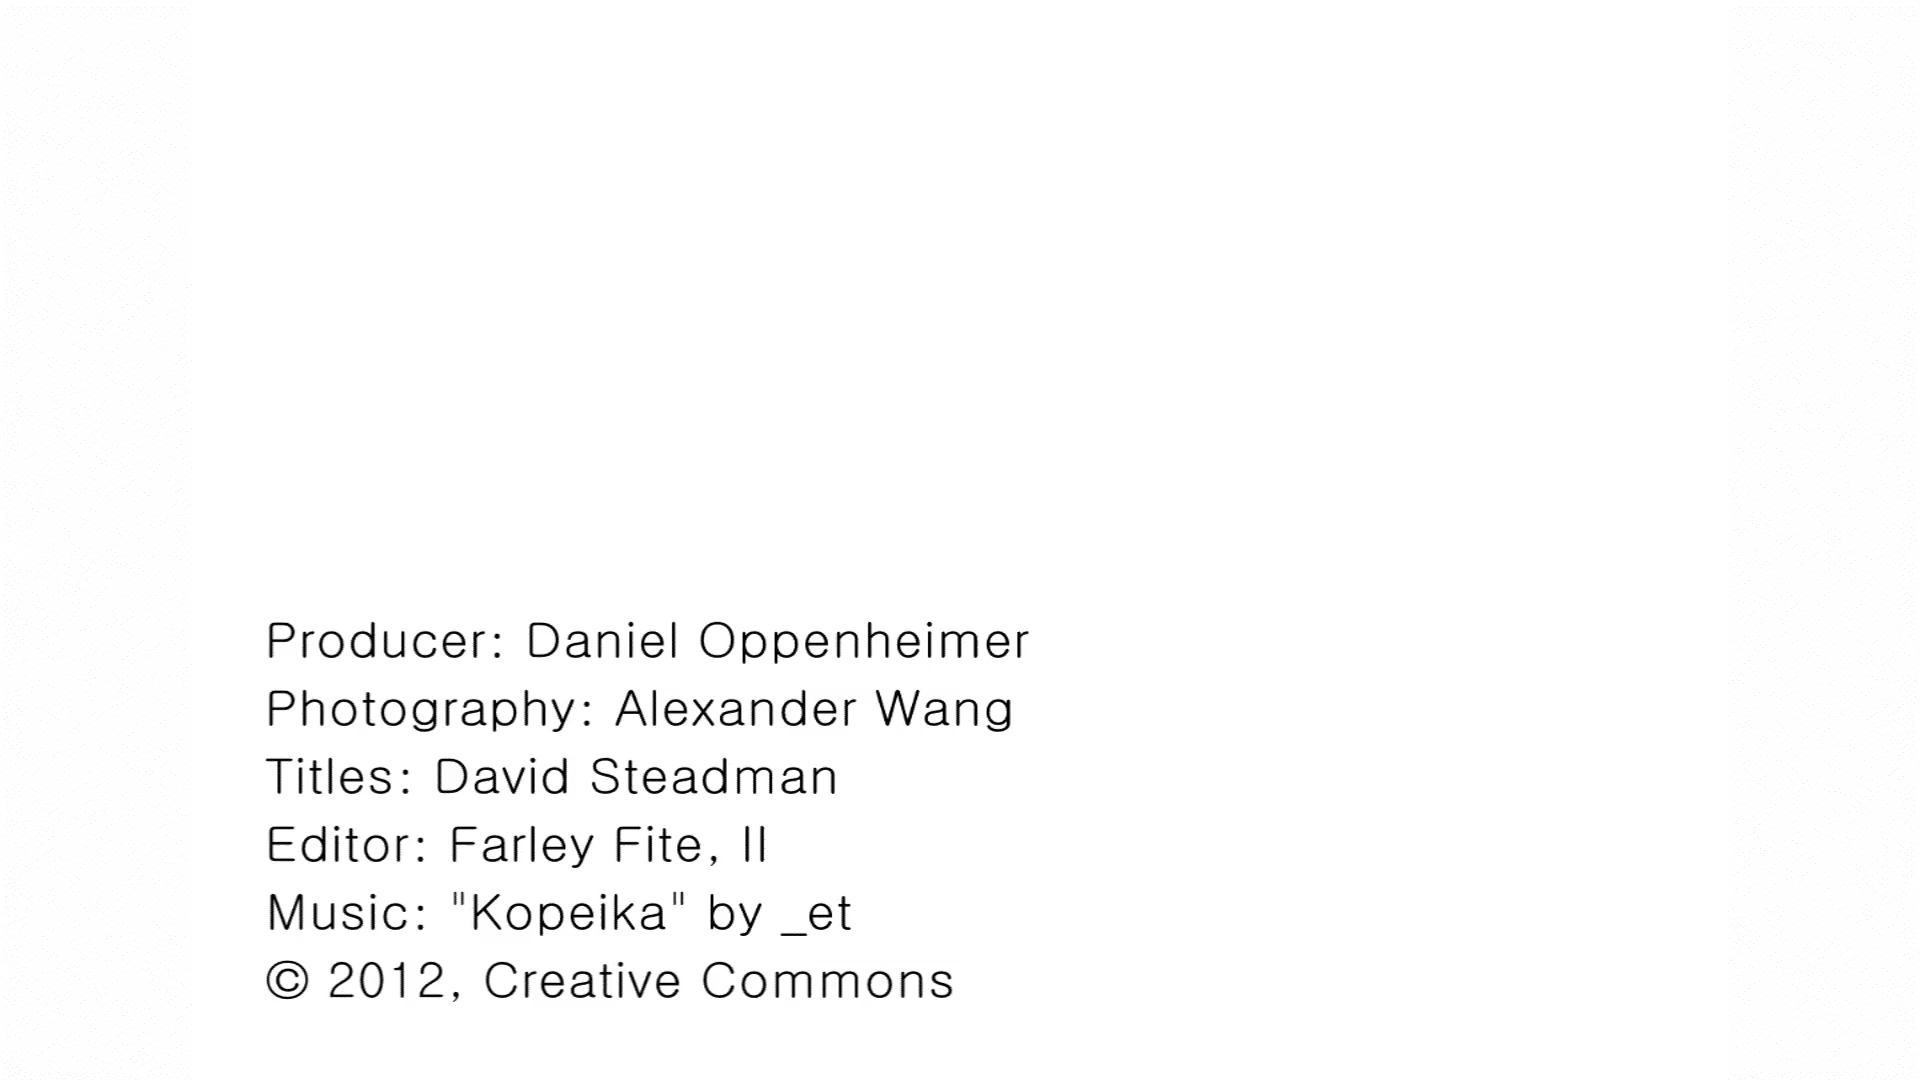 Producer: Daniel Oppenheimer
Photography: Alexander Wang
Titles: David Steadman
Editor: Farley Fite, II
Music: "Kopeika" by _et
© 2012, Creative Commons